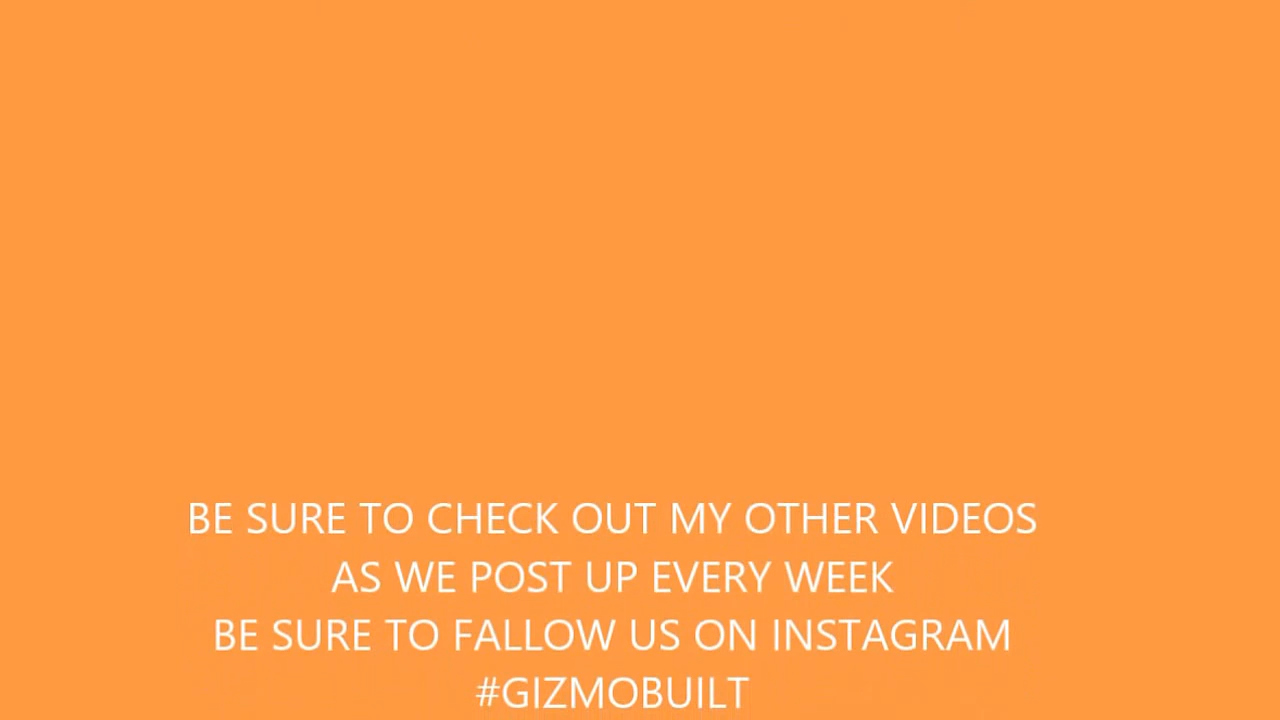 BE SURE TO CHECK OUT MY OTHER VIDEOS
AS WE POST UP EVERY WEEK
BE SURE TO FALLOW US ON INSTAGRAM
#GIZMOBUILT